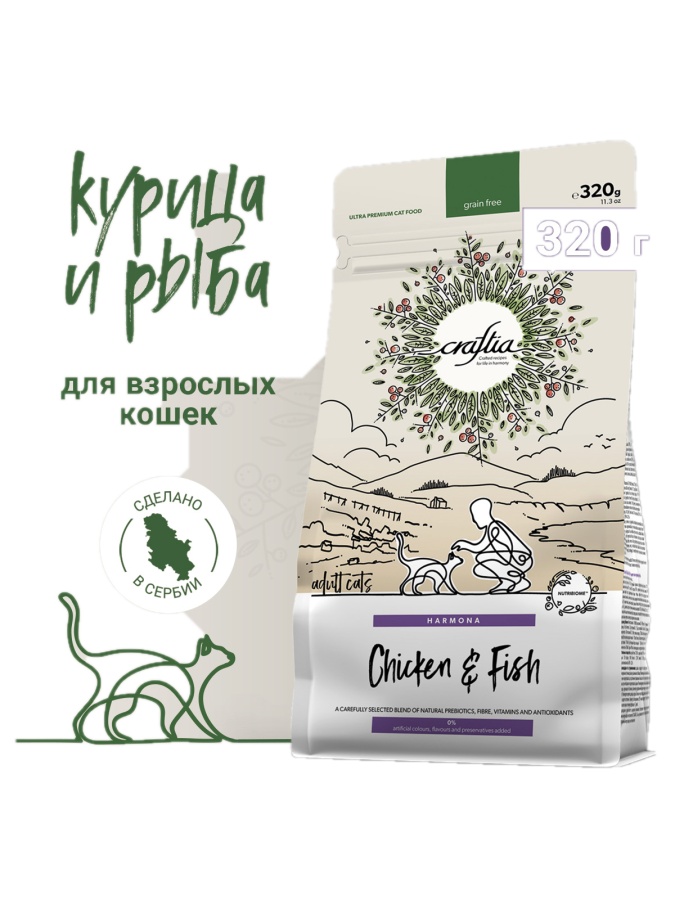 курица
и рыба
для взрослых
кошек
СДЕЛАНО
В СЕРБИИ
grain free
ULTRA PREMIUM CAT FOOD
℮320g
11.3 oz
320 г
craftia
Crafted recipes
for life in harmony
adult cats
NUTRIBIOME™
HARMONA
Chicken & Fish
A CAREFULLY SELECTED BLEND OF NATURAL PREBIOTICS, FIBRE, VITAMINS AND ANTIOXIDANTS
0%
artificial colours, flavours and preservatives added